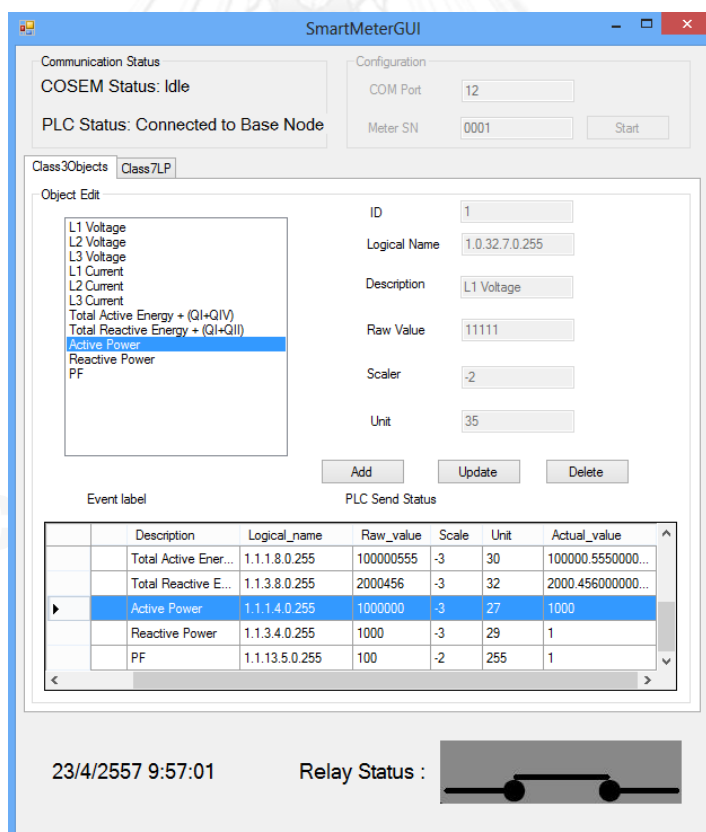 SmartMeterGUI
Communication Status
COSEM Status: Idle
PLC Status: Connected to Base Node
Configuration
COM Port 12
Meter SN 0001 Start
Class3Objects Class7LP
Object Edit
L1 Voltage
L2 Voltage
L3 Voltage
L1 Current
L2 Current
L3 Current
Total Active Energy + (QI+QIV)
Total Reactive Energy + (QI+QII)
Active Power
Reactive Power
PF
ID 1
Logical Name 1.0.32.7.0.255
Description L1 Voltage
Raw Value 11111
Scaler -2
Unit 35
Add Update Delete
Event label PLC Send Status
Description Logical_name Raw_value Scale Unit Actual_value
Total Active Ener... 1.1.1.8.0.255 100000555 -3 30 100000.5550000...
Total Reactive E... 1.1.3.8.0.255 2000456 -3 32 2000.456000000...
Active Power 1.1.1.4.0.255 1000000 -3 27 1000
Reactive Power 1.1.3.4.0.255 1000 -3 29 1
PF 1.1.13.5.0.255 100 -2 255 1
23/4/2557 9:57:01 Relay Status :